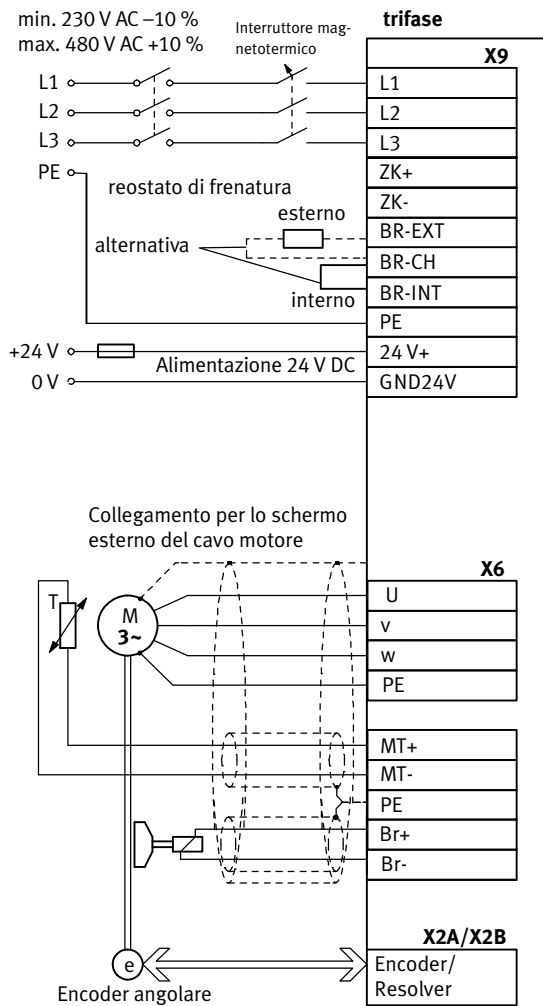 min. 230 V AC –10 %
max. 480 V AC +10 %
Interruttore mag-
netotermico
trifase
X9
L1
L1
L2
L2
L3
L3
PE
ZK+
ZK-
reostato di frenatura
esterno
BR-EXT
alternativa
BR-CH
interno
BR-INT
PE
+24 V
24 V+
Alimentazione 24 V DC
0 V
GND24V
Collegamento per lo schermo
esterno del cavo motore
X6
T
M
3~
U
v
w
PE
MT+
MT-
PE
Br+
Br-
X2A/X2B
e
Encoder/
Resolver
Encoder angolare